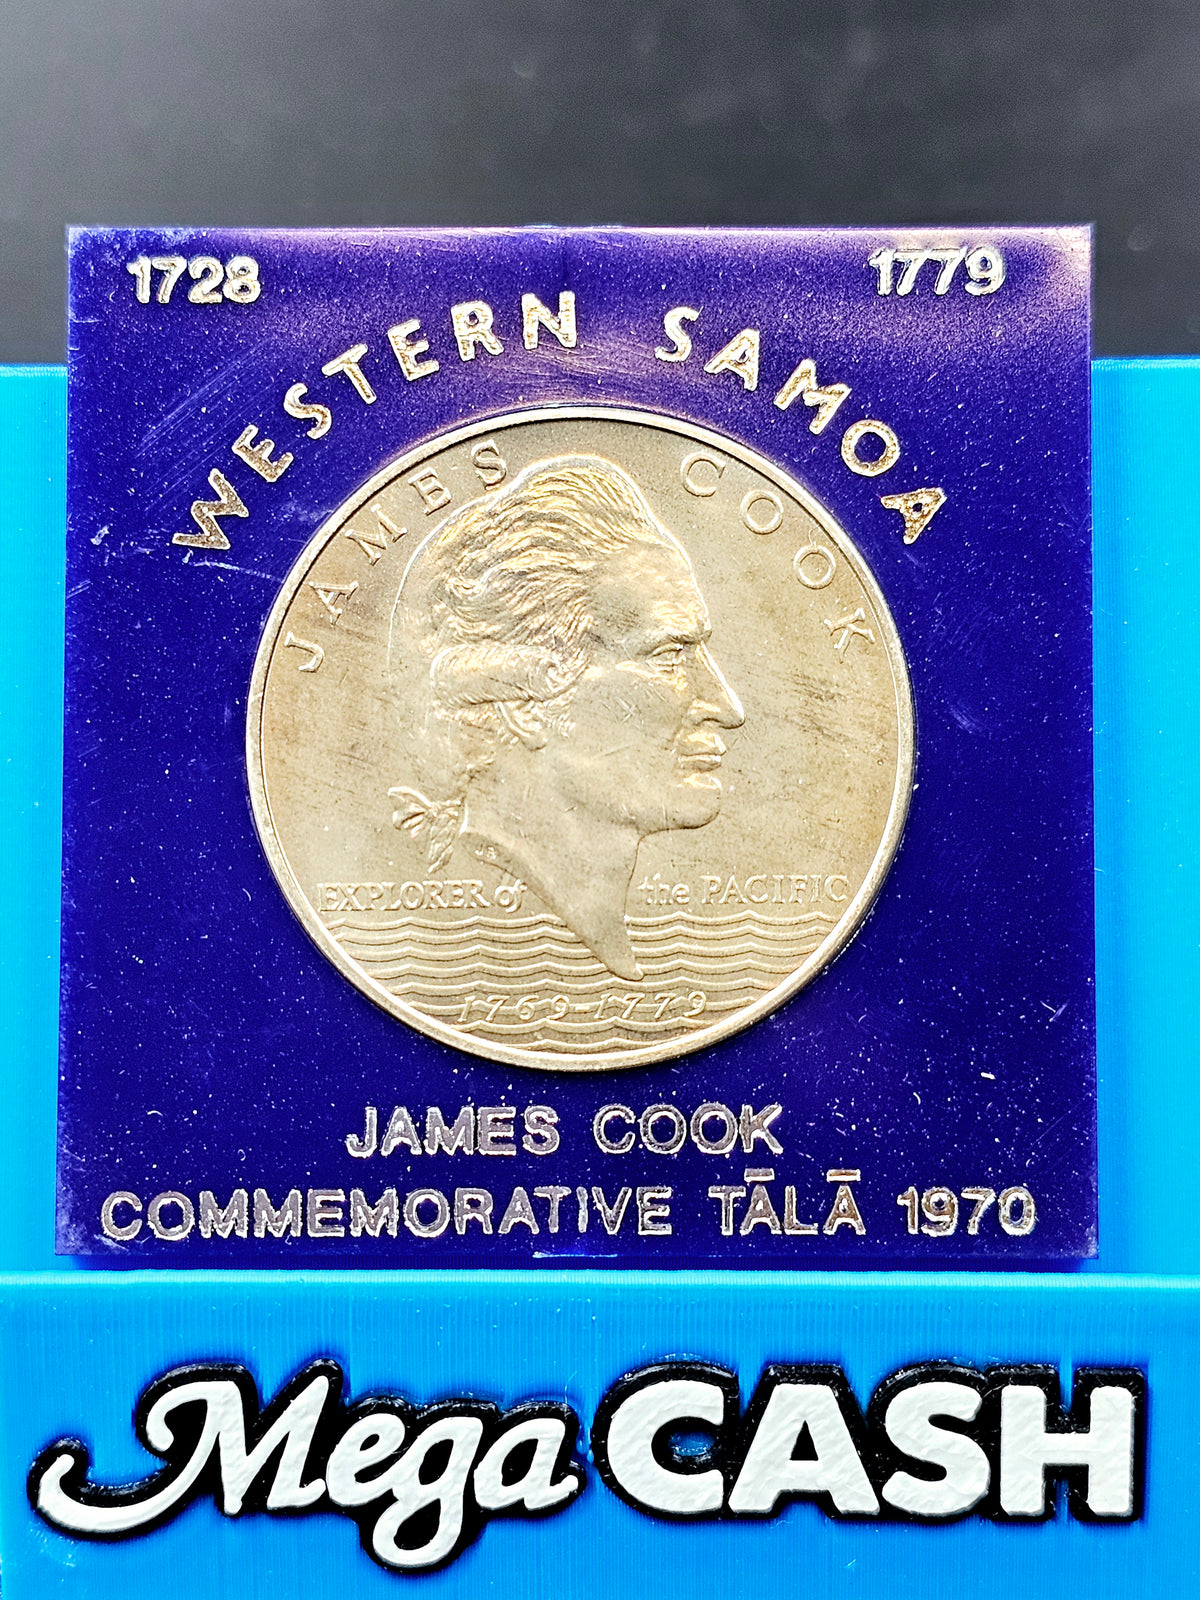 1728 1779
WESTERN SAMOA
JAMES COOK
JB
EXPLORER of the PACIFIC
1769-1779
JAMES COOK
COMMEMORATIVE TĀLĀ 1970
Mega CASH